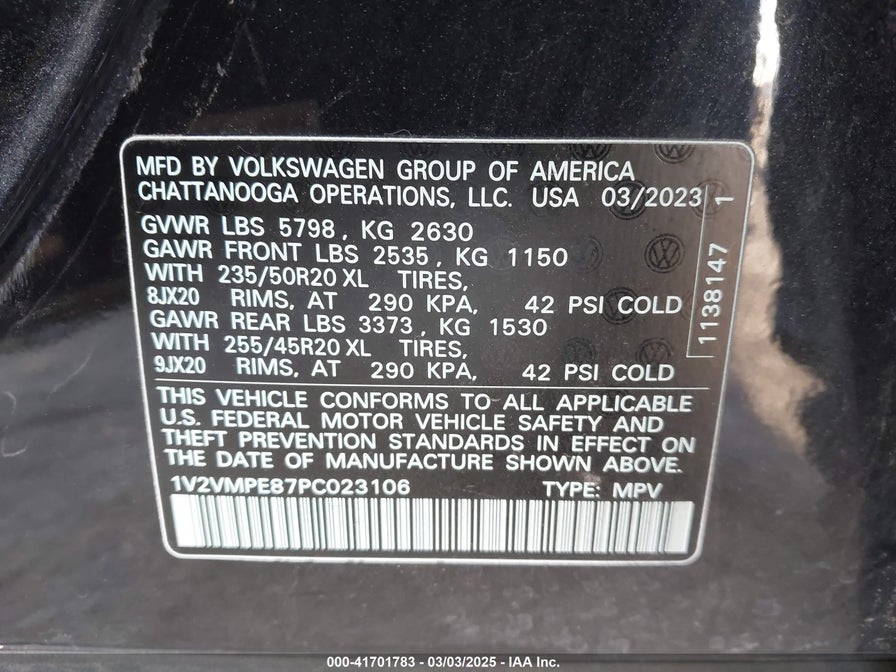 MFD BY VOLKSWAGEN GROUP OF AMERICA
CHATTANOOGA OPERATIONS, LLC. USA 03/2023
GVWR LBS 5798, KG 2630
GAWR FRONT LBS 2535, KG 1150
WITH 235/50R20 XL TIRES,
8JX20 RIMS, AT 290 KPA, 42 PSI COLD
GAWR REAR LBS 3373, KG 1530
WITH 255/45R20 XL TIRES,
9JX20 RIMS, AT 290 KPA, 42 PSI COLD
1138147 1
THIS VEHICLE CONFORMS TO ALL APPLICABLE
U.S. FEDERAL MOTOR VEHICLE SAFETY AND
THEFT PREVENTION STANDARDS IN EFFECT ON
THE DATE OF MANUFACTURE SHOWN ABOVE.
1V2VMPE87PC023106 TYPE: MPV
000-41701783 - 03/03/2025 - IAA Inc.